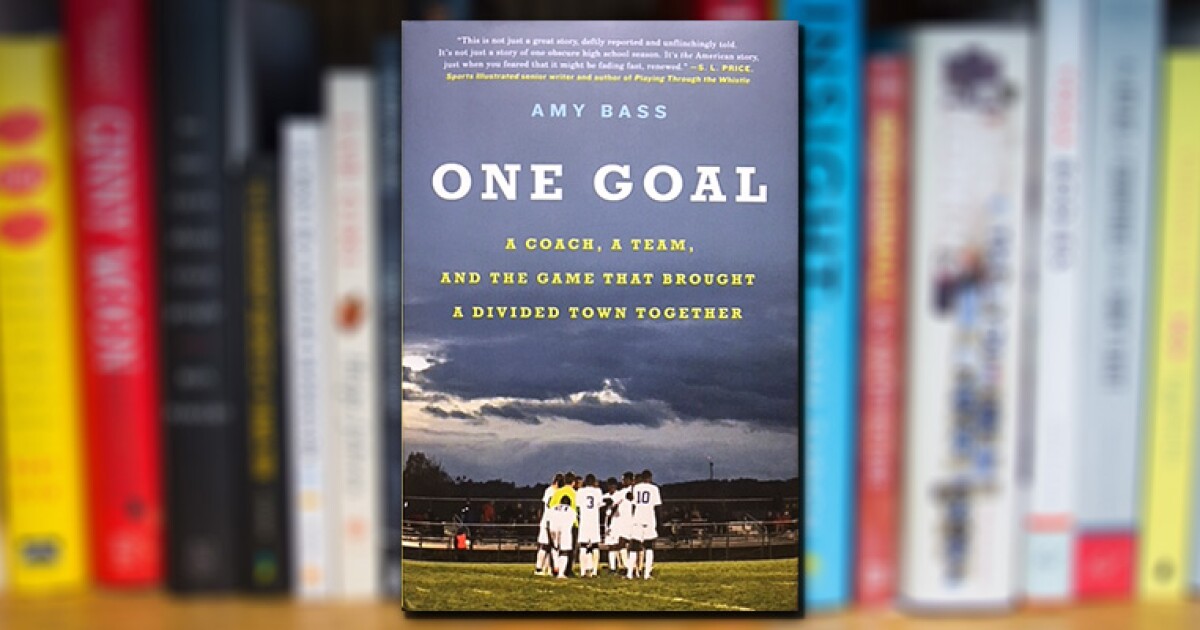 "This is not just a great story, deftly reported and unflinchingly told.
It's not just a story of one obscure high school season. It's the American story,
just when you feared that it might be fading fast, renewed." —S. L. PRICE,
Sports Illustrated senior writer and author of Playing Through the Whistle
AMY BASS
ONE GOAL
A COACH, A TEAM,
AND THE GAME THAT BROUGHT
A DIVIDED TOWN TOGETHER
3
10